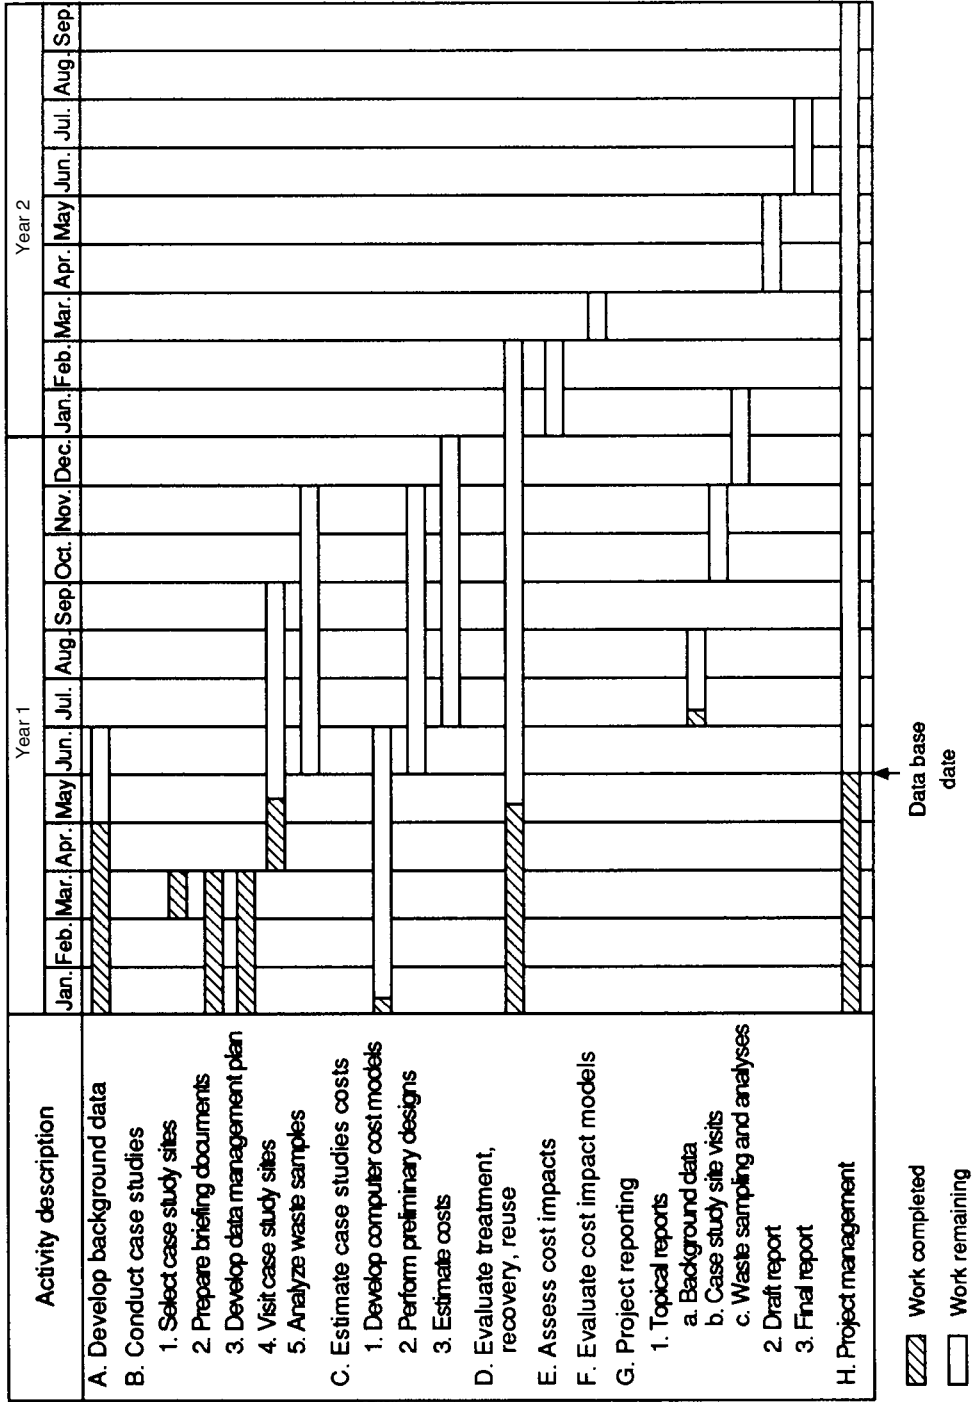 Activity description
Year 1
Year 2
Jan. Feb. Mar. Apr. May Jun. Jul. Aug. Sep. Oct. Nov. Dec. Jan. Feb. Mar. Apr. May Jun. Jul. Aug. Sep.
A. Develop background data
B. Conduct case studies
1. Select case study sites
2. Prepare briefing documents
3. Develop data management plan
4. Visit case study sites
5. Analyze waste samples
C. Estimate case studies costs
1. Develop computer cost models
2. Perform preliminary designs
3. Estimate costs
D. Evaluate treatment,
recovery, reuse
E. Assess cost impacts
F. Evaluate cost impact models
G. Project reporting
1. Topical reports
a. Background data
b. Case study site visits
c. Waste sampling and analyses
2. Draft report
3. Final report
H. Project management
Data base
date
Work completed
Work remaining